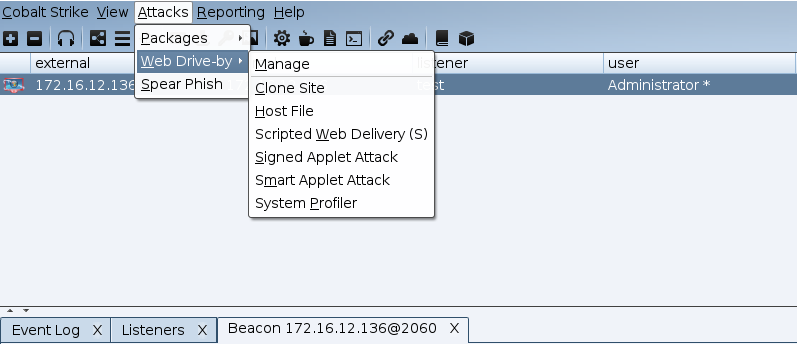 Cobalt Strike View Attacks Reporting Help
Packages
Web Drive-by
Spear Phish
Manage
Clone Site
Host File
Scripted Web Delivery (S)
Signed Applet Attack
Smart Applet Attack
System Profiler
external listener user
172.16.12.136 test Administrator *
Event Log X Listeners X Beacon 172.16.12.136@2060 X